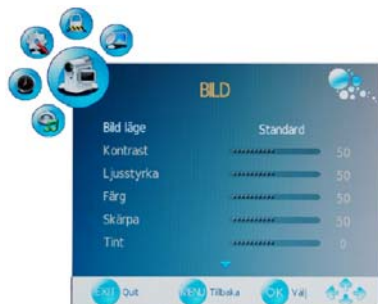 BILD
Bild läge Standard
Kontrast 50
Ljusstyrka 50
Färg 50
Skärpa 50
Tint 0
EXIT Quit MENU Tillbaka OK Välj